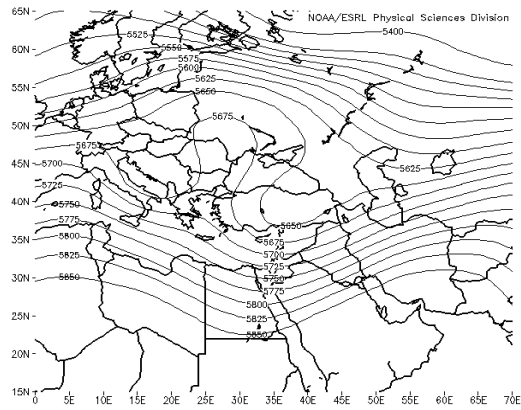 65N
NOAA/ESRL Physical Sciences Division
5525
5400
60N
5550
5575
5600
55N
5625
5650
50N
5675
5675
45N
5700
5625
5725
40N
5750
5775
5650
35N
5800
5675
5700
5825
5725
30N
5850
5750
5775
25N
5800
5825
5850
20N
15N
0
5E
10E
15E
20E
25E
30E
35E
40E
45E
50E
55E
60E
65E
70E